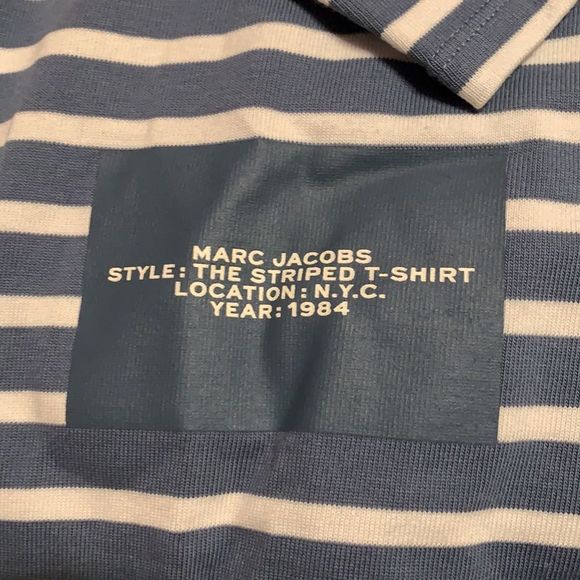 MARC JACOBS
STYLE: THE STRIPED T-SHIRT
LOCATION: N.Y.C.
YEAR: 1984